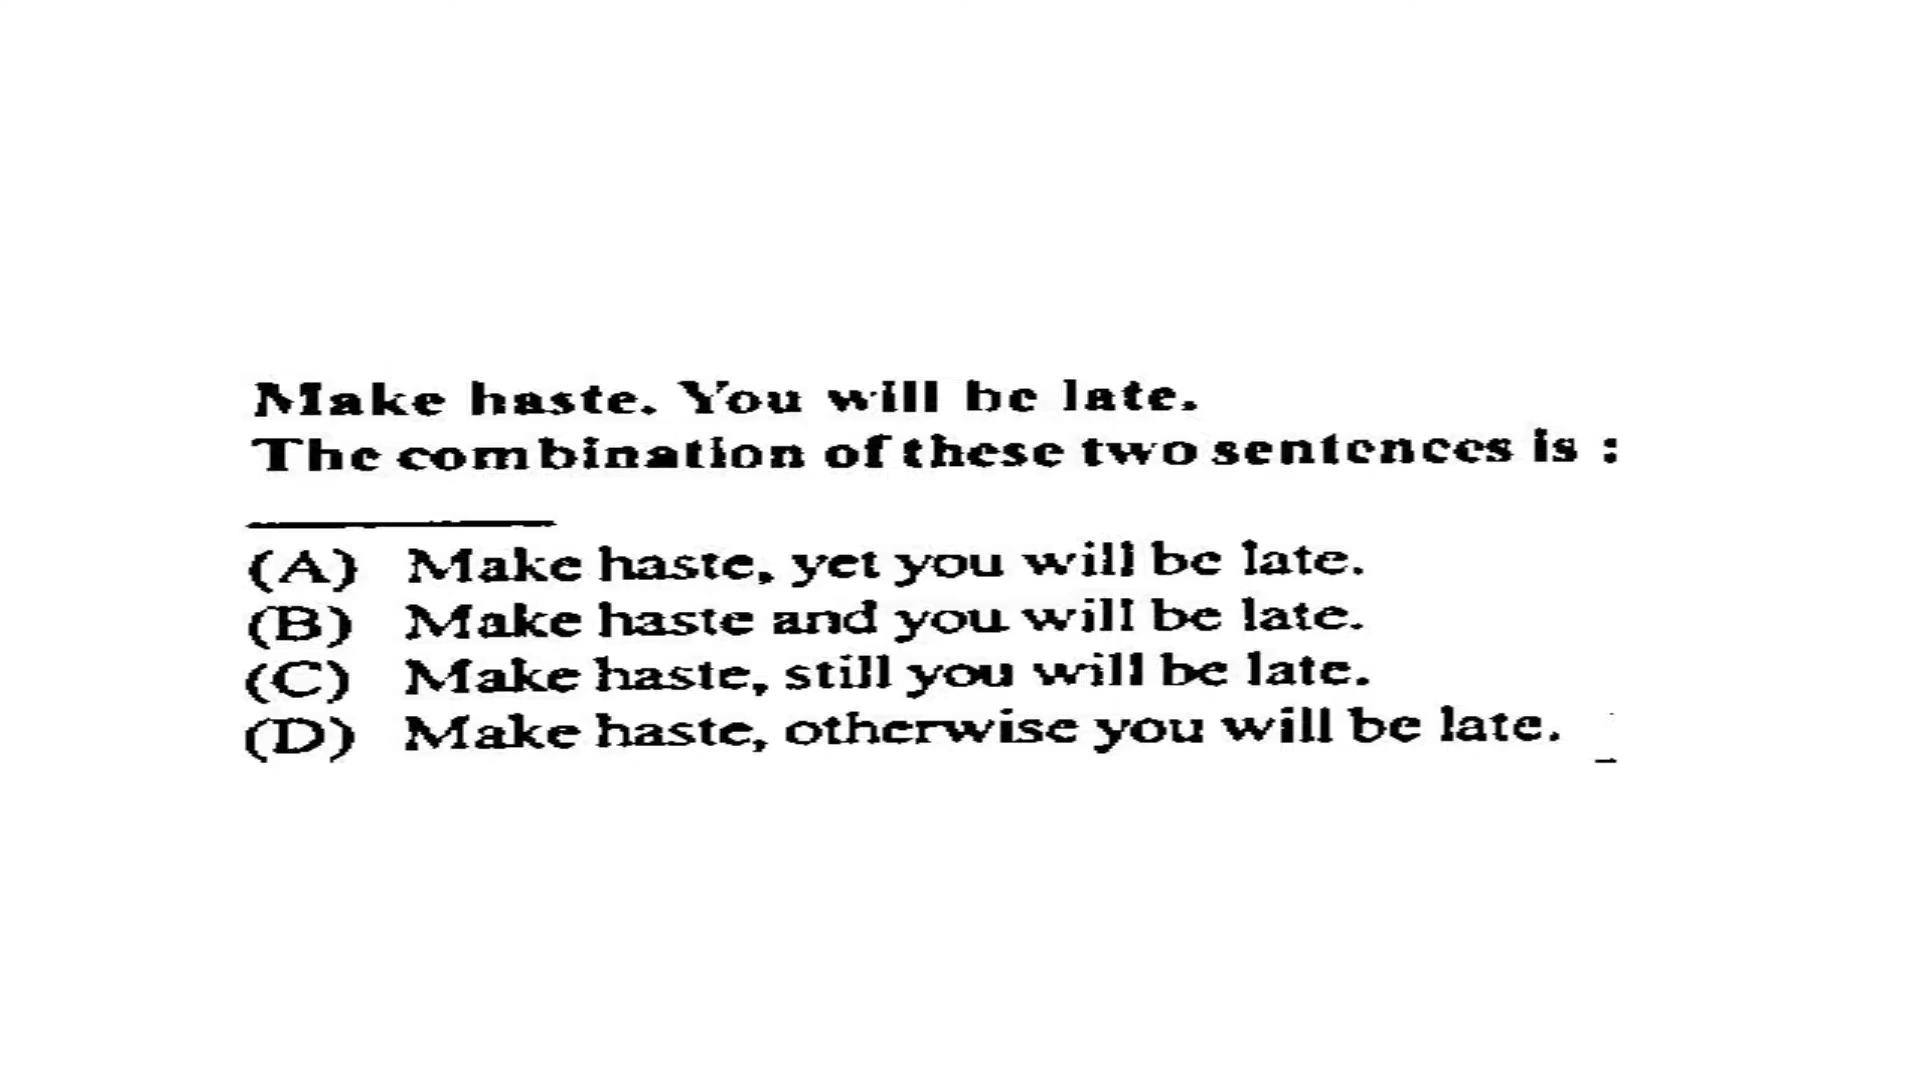 Make haste. You will be late.
The combination of these two sentences is :
(A) Make haste, yet you will be late.
(B) Make haste and you will be late.
(C) Make haste, still you will be late.
(D) Make haste, otherwise you will be late.